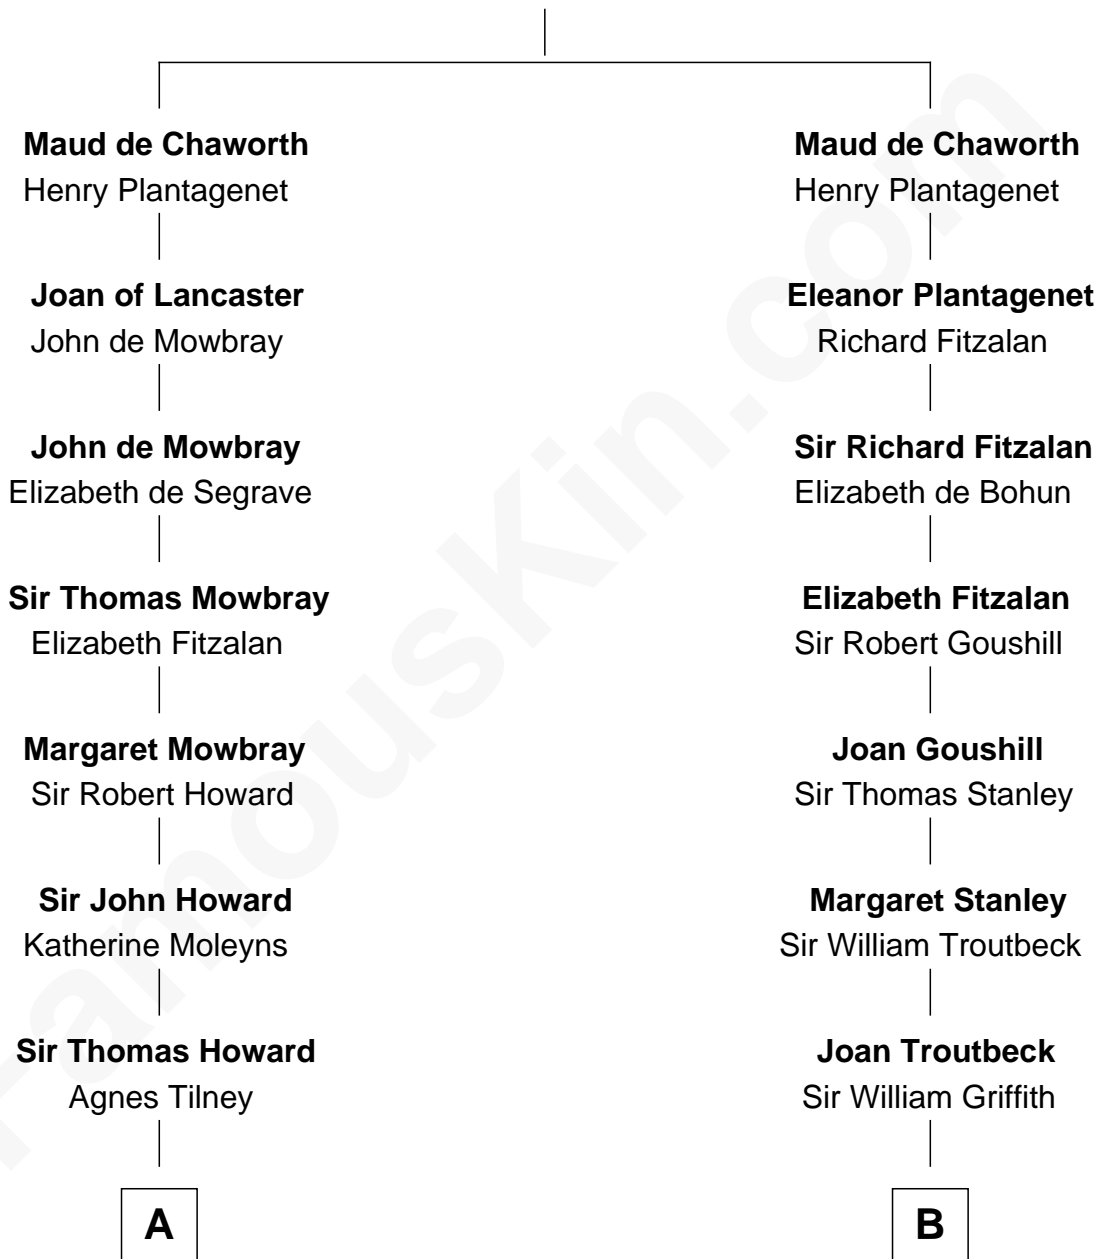 Maud de Chaworth
Henry Plantagenet
Joan of Lancaster
John de Mowbray
John de Mowbray
Elizabeth de Segrave
Sir Thomas Mowbray
Elizabeth Fitzalan
Margaret Mowbray
Sir Robert Howard
Sir John Howard
Katherine Moleyns
Sir Thomas Howard
Agnes Tilney
A
Maud de Chaworth
Henry Plantagenet
Eleanor Plantagenet
Richard Fitzalan
Sir Richard Fitzalan
Elizabeth de Bohun
Elizabeth Fitzalan
Sir Robert Goushill
Joan Goushill
Sir Thomas Stanley
Margaret Stanley
Sir William Troutbeck
Joan Troutbeck
Sir William Griffith
B
FamousKin.com